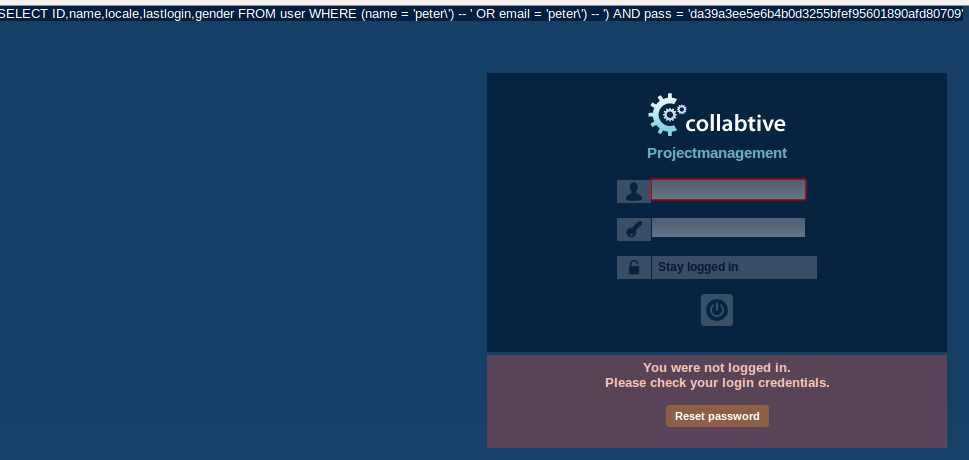 SELECT ID,name,locale,lastlogin,gender FROM user WHERE (name = 'peter\') -- ' OR email = 'peter\') -- ') AND pass = 'da39a3ee5e6b4b0d3255bfef95601890afd80709'
collabtive
Projectmanagement
Stay logged in
You were not logged in.
Please check your login credentials.
Reset password